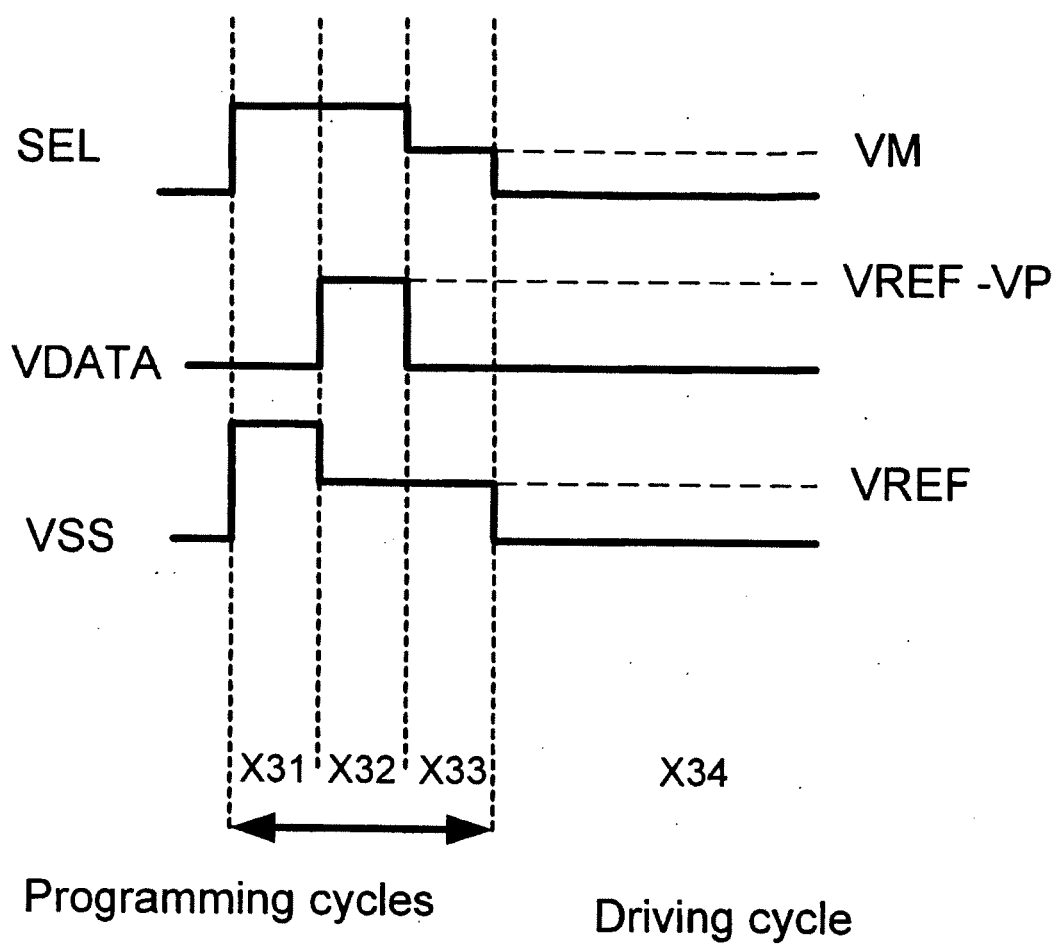 SEL
VM
VREF -VP
VDATA
VREF
VSS
X31 X32 X33 X34
Programming cycles
Driving cycle